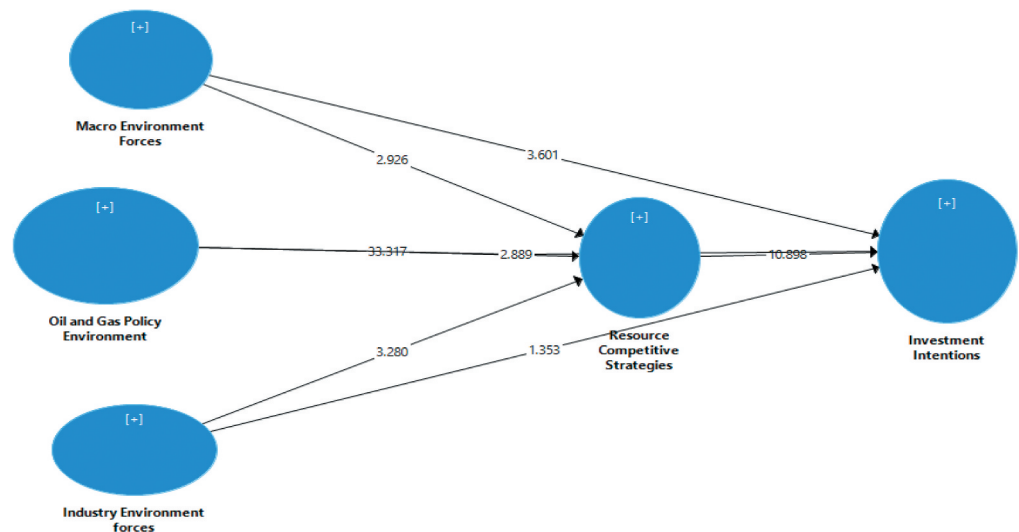 [+]
Macro Environment
Forces
3.601
2.926
[+]
[+]
[+]
33.317
2.889
10.898
Oil and Gas Policy
Environment
Resource
Competitive
Strategies
Investment
Intentions
3.280
1.353
[+]
Industry Environment
forces